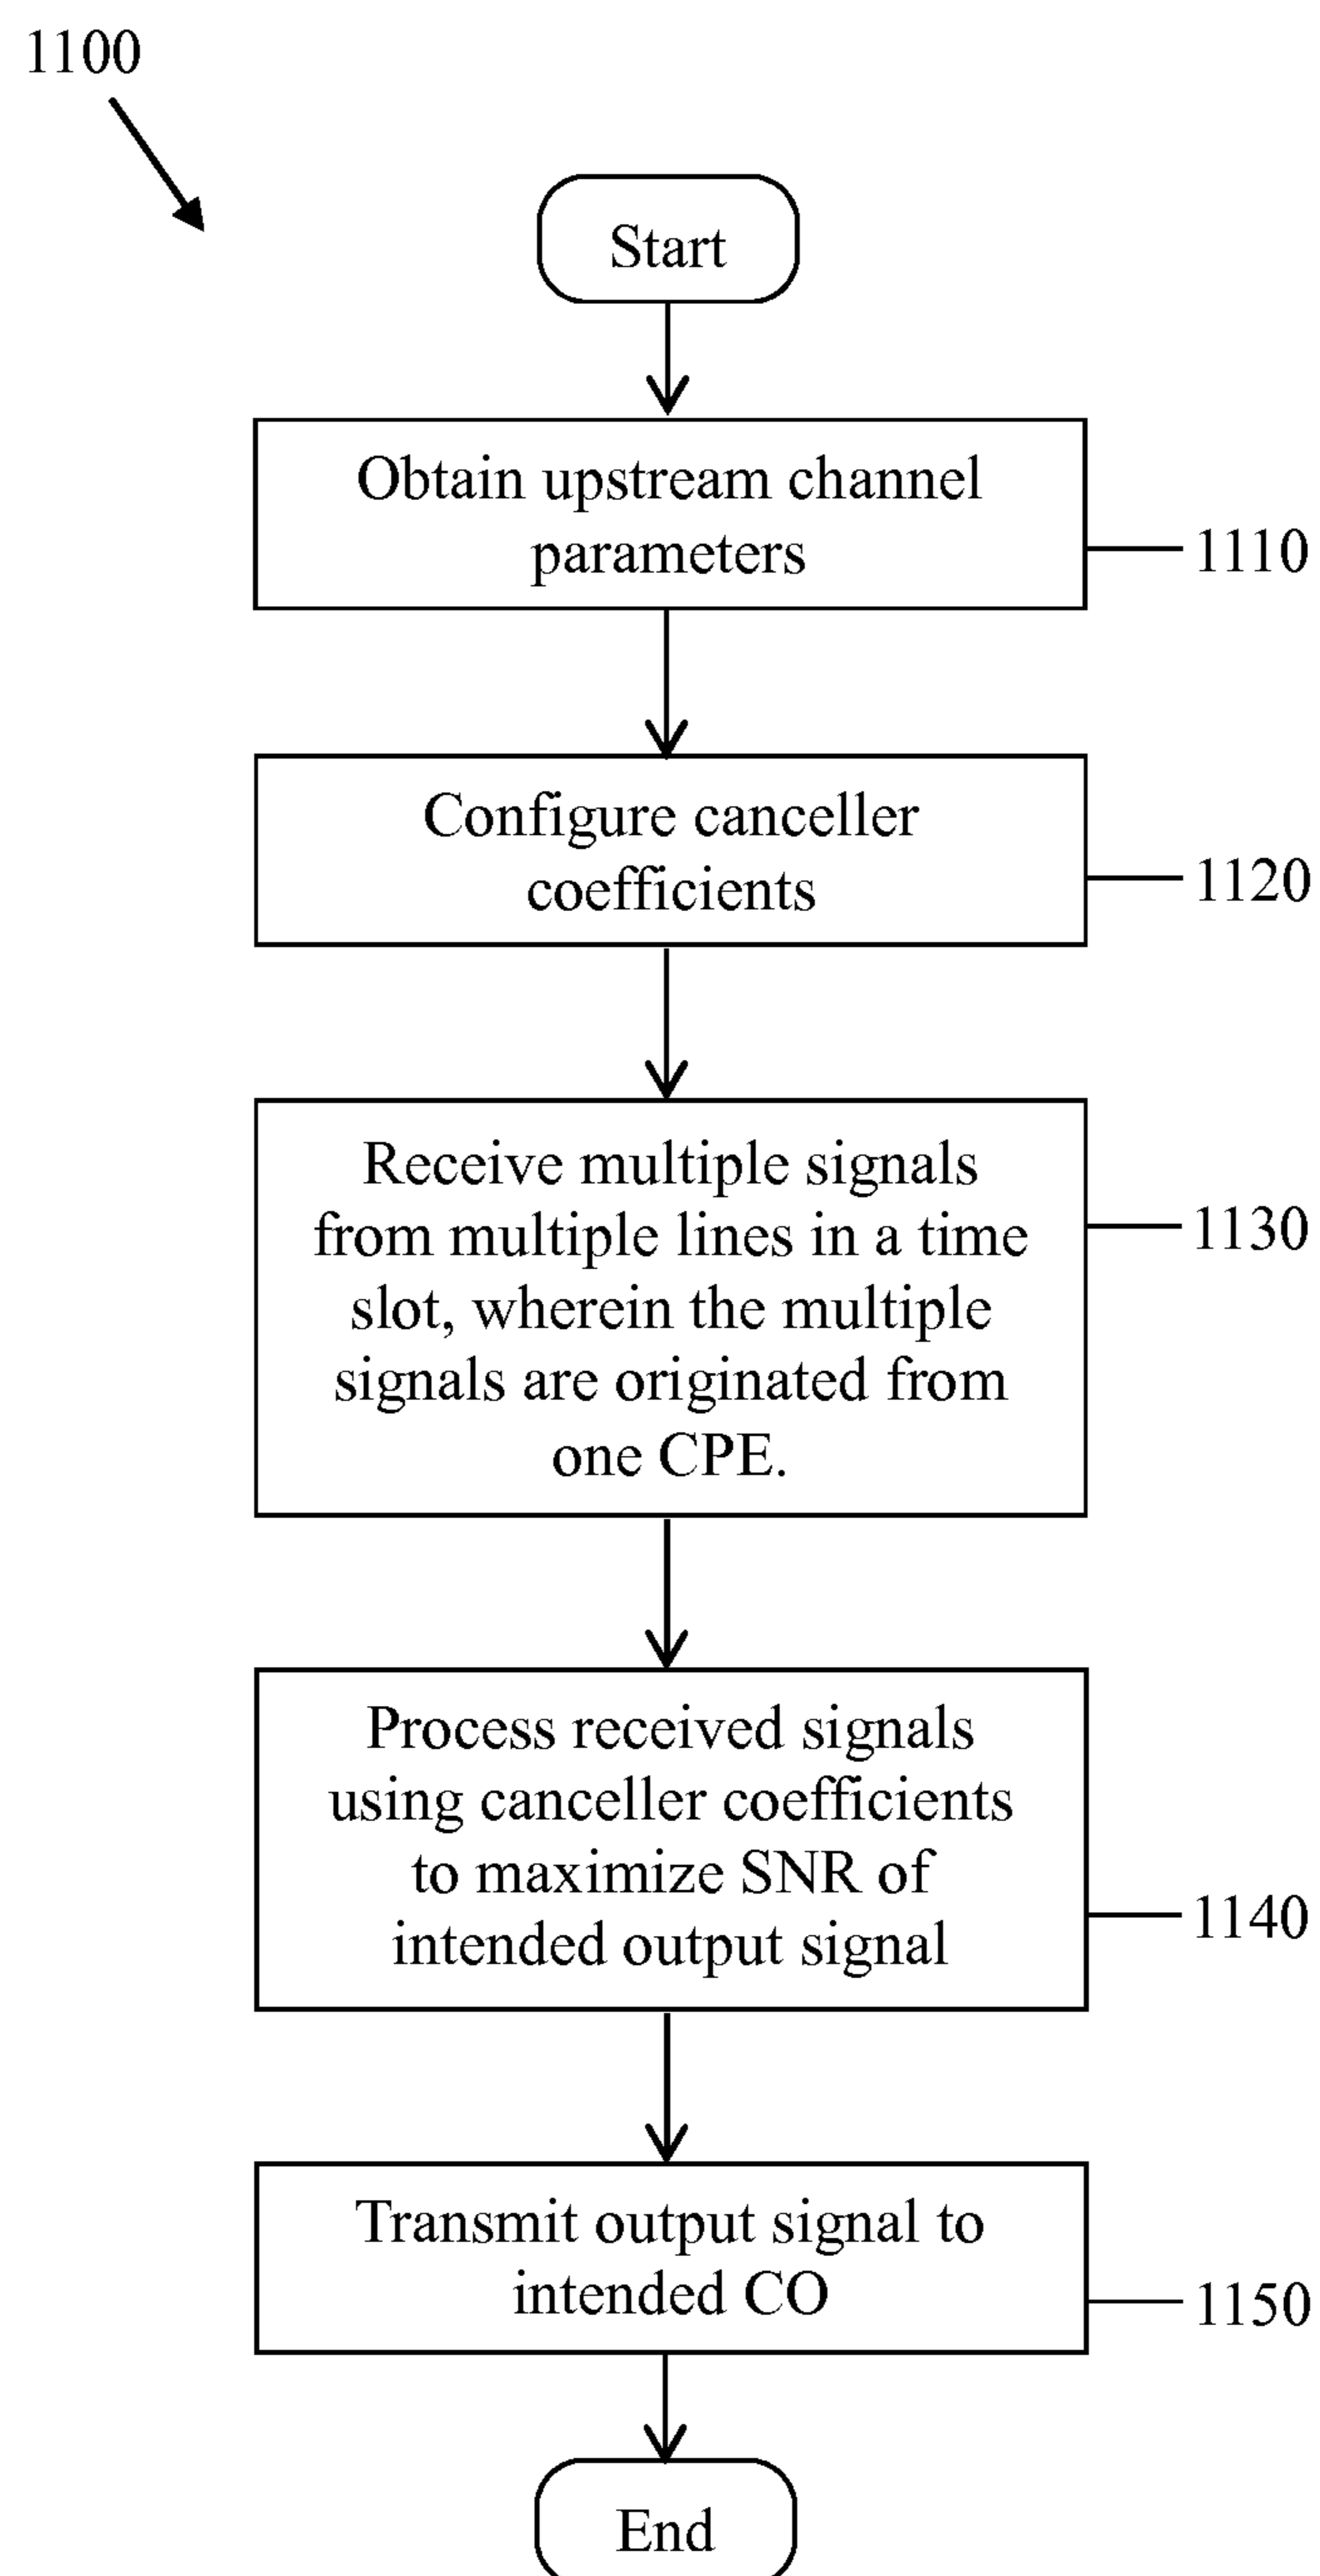 1100
Start
Obtain upstream channel
parameters
1110
Configure canceller
coefficients
1120
Receive multiple signals
from multiple lines in a time
slot, wherein the multiple
signals are originated from
one CPE.
1130
Process received signals
using canceller coefficients
to maximize SNR of
intended output signal
1140
Transmit output signal to
intended CO
1150
End